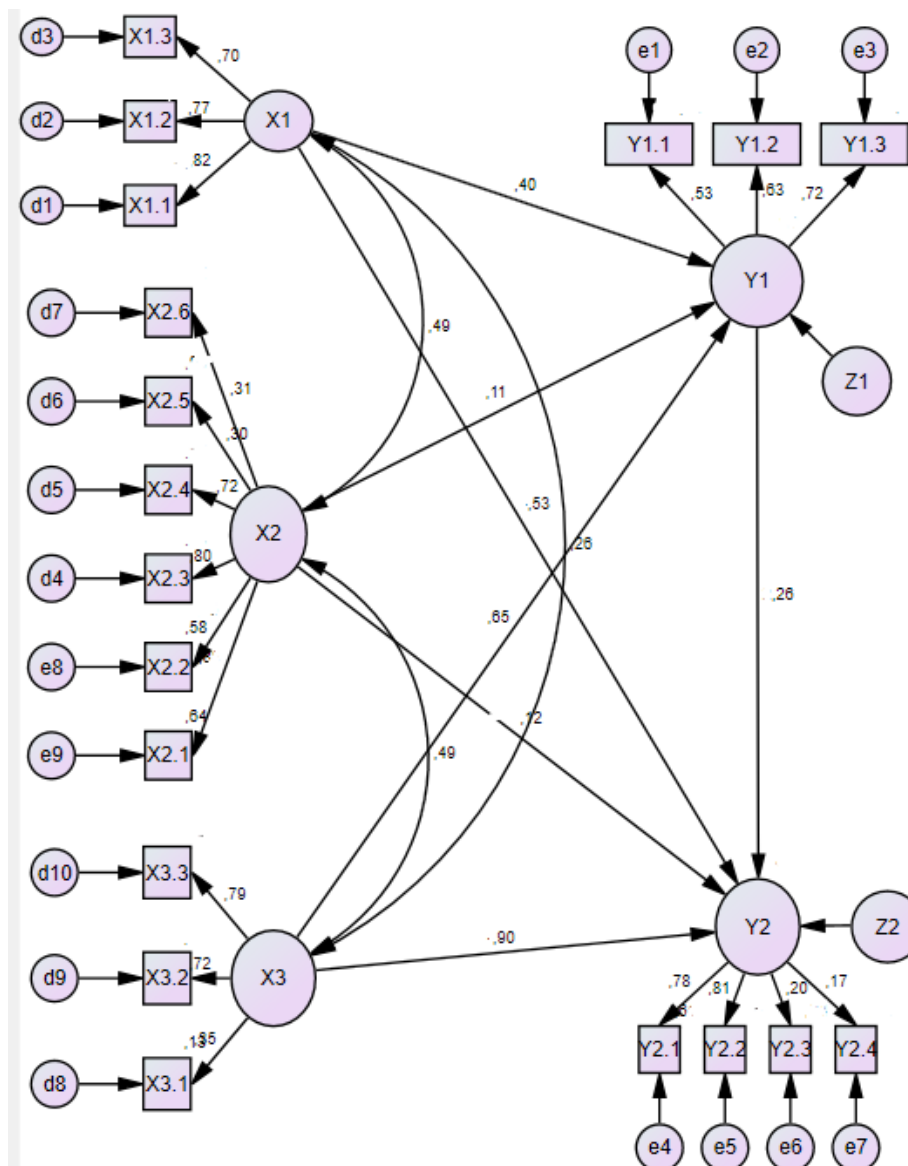 d3
X1.3
,70
d2
X1.2
,77
X1
d1
X1.1
,82
e1
e2
e3
Y1.1
Y1.2
Y1.3
,53
,63
,72
,40
Y1
Z1
,49
,11
d7
X2.6
,31
d6
X2.5
,30
d5
X2.4
,72
X2
d4
X2.3
,80
e8
X2.2
,58
e9
X2.1
,64
,53
,26
,65
,26
,12
,49
d10
X3.3
,79
d9
X3.2
72
X3
d8
X3.1
,90
Y2
Z2
,78
,81
,20
,17
Y2.1
Y2.2
Y2.3
Y2.4
e4
e5
e6
e7